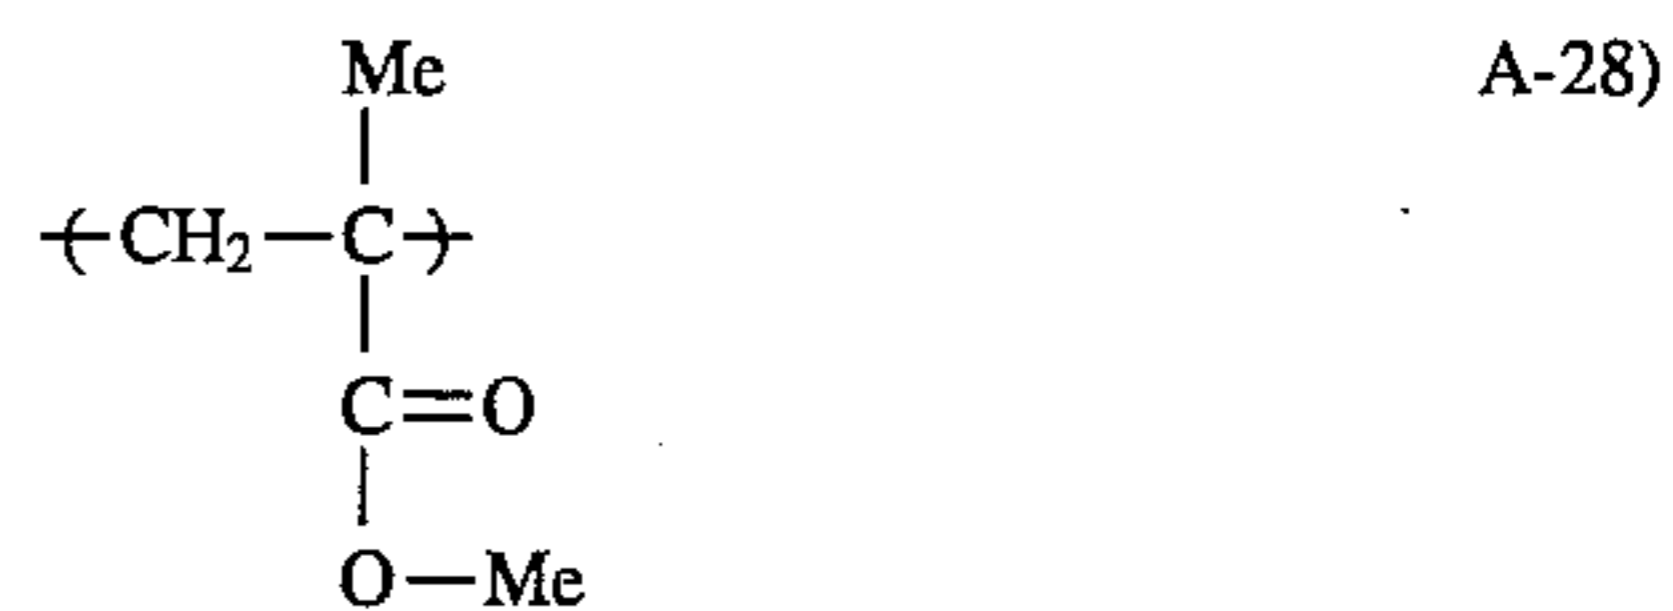 Me A-28)
-(-CH₂—C-)-
C=O
O—Me